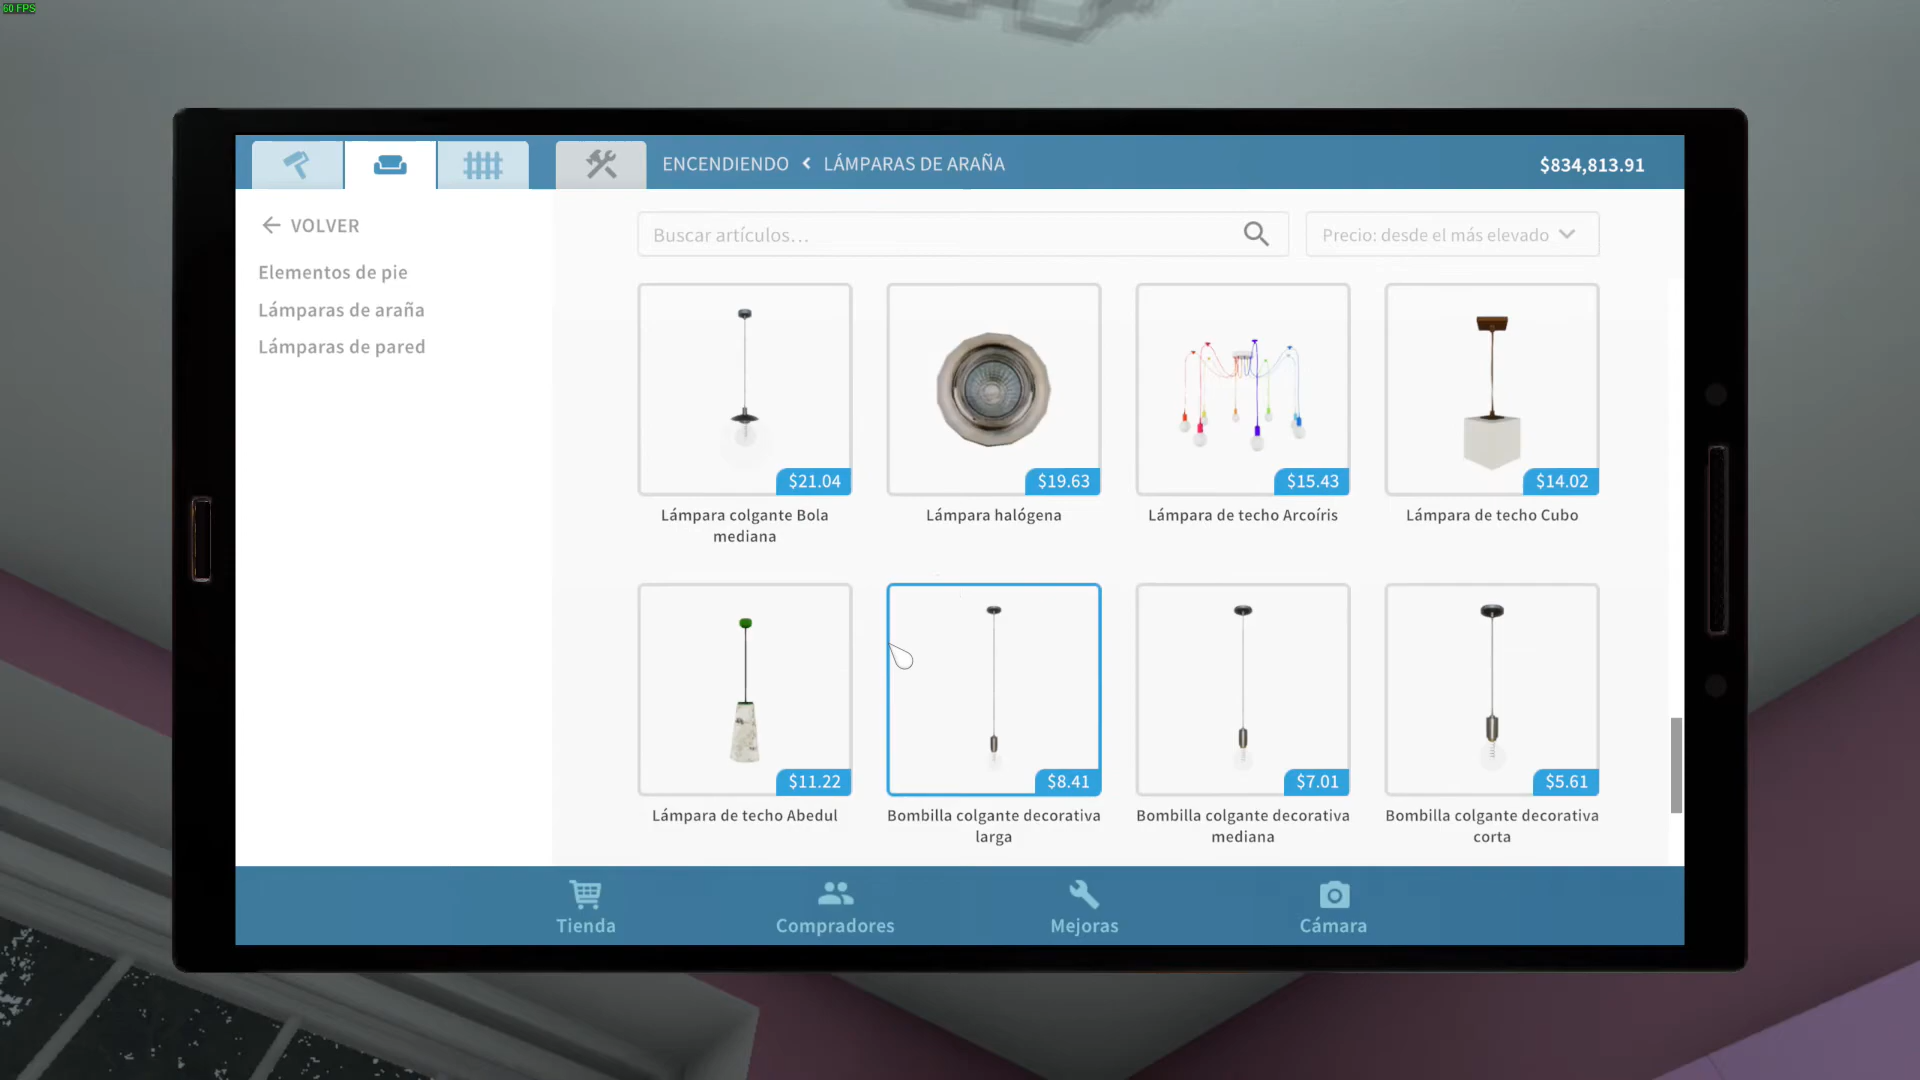 60 FPS
ENCENDIENDO < LÁMPARAS DE ARAÑA
$834,813.91
VOLVER
Elementos de pie
Lámparas de araña
Lámparas de pared
Buscar artículos...
Precio: desde el más elevado
$21.04
$19.63
$15.43
$14.02
Lámpara colgante Bola
mediana
Lámpara halógena
Lámpara de techo Arcoíris
Lámpara de techo Cubo
$11.22
$8.41
$7.01
$5.61
Lámpara de techo Abedul
Bombilla colgante decorativa
larga
Bombilla colgante decorativa
mediana
Bombilla colgante decorativa
corta
Tienda
Compradores
Mejoras
Cámara